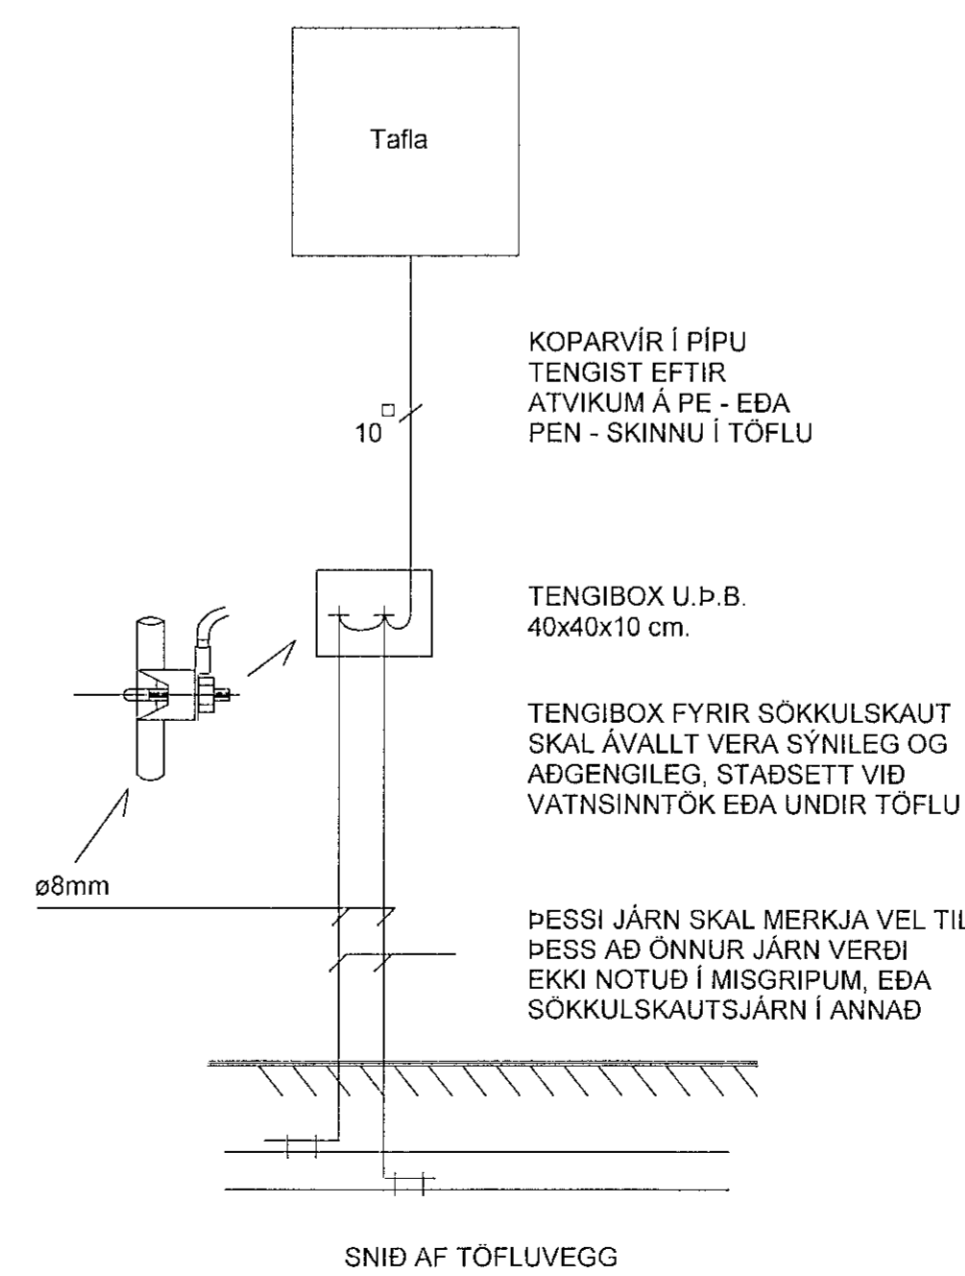 Tafla
KOPARVÍR Í PÍPU
TENGIST EFTIR
ATVIKUM Á PE - EÐA
PEN - SKINNU Í TÖFLU
10
TENGIBOX U.Þ.B.
40x40x10 cm.
TENGIBOX FYRIR SÖKKULSKAUT
SKAL ÁVALLT VERA SÝNILEG OG
AÐGENGILEG, STAÐSETT VIÐ
VATNSINNTÖK EÐA UNDIR TÖFLU
ø8mm
ÞESSI JÁRN SKAL MERKJA VEL TIL
ÞESS AÐ ÖNNUR JÁRN VERÐI
EKKI NOTUÐ Í MISGRIPUM, EÐA
SÖKKULSKAUTSJÁRN Í ANNAÐ
SNIÐ AF TÖFLUVEGG